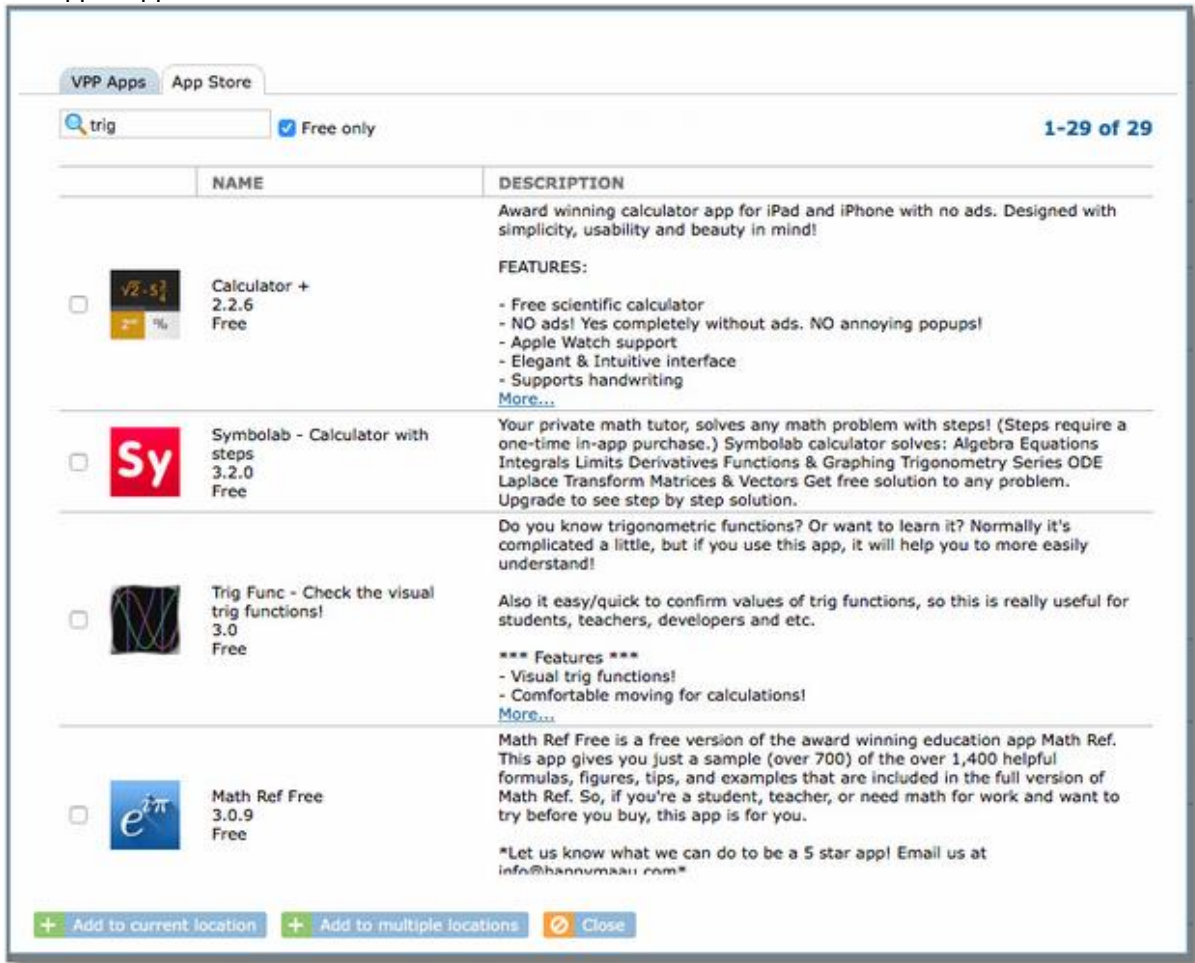 VPP Apps App Store
trig Free only 1-29 of 29
NAME DESCRIPTION
Award winning calculator app for iPad and iPhone with no ads. Designed with
simplicity, usability and beauty in mind!
FEATURES:
Calculator +
2.2.6
Free
- Free scientific calculator
- NO ads! Yes completely without ads. NO annoying popups!
- Apple Watch support
- Elegant & Intuitive interface
- Supports handwriting
More...
Sy
Symbolab - Calculator with
steps
3.2.0
Free
Your private math tutor, solves any math problem with steps! (Steps require a
one-time in-app purchase.) Symbolab calculator solves: Algebra Equations
Integrals Limits Derivatives Functions & Graphing Trigonometry Series ODE
Laplace Transform Matrices & Vectors Get free solution to any problem.
Upgrade to see step by step solution.
Trig Func - Check the visual
trig functions!
3.0
Free
Do you know trigonometric functions? Or want to learn it? Normally it's
complicated a little, but if you use this app, it will help you to more easily
understand!
Also it easy/quick to confirm values of trig functions, so this is really useful for
students, teachers, developers and etc.
*** Features ***
- Visual trig functions!
- Comfortable moving for calculations!
More...
e^iπ
Math Ref Free
3.0.9
Free
Math Ref Free is a free version of the award winning education app Math Ref.
This app gives you just a sample (over 700) of the over 1,400 helpful
formulas, figures, tips, and examples that are included in the full version of
Math Ref. So, if you're a student, teacher, or need math for work and want to
try before you buy, this app is for you.
*Let us know what we can do to be a 5 star app! Email us at
info@happymaau.com*
Add to current location Add to multiple locations Close